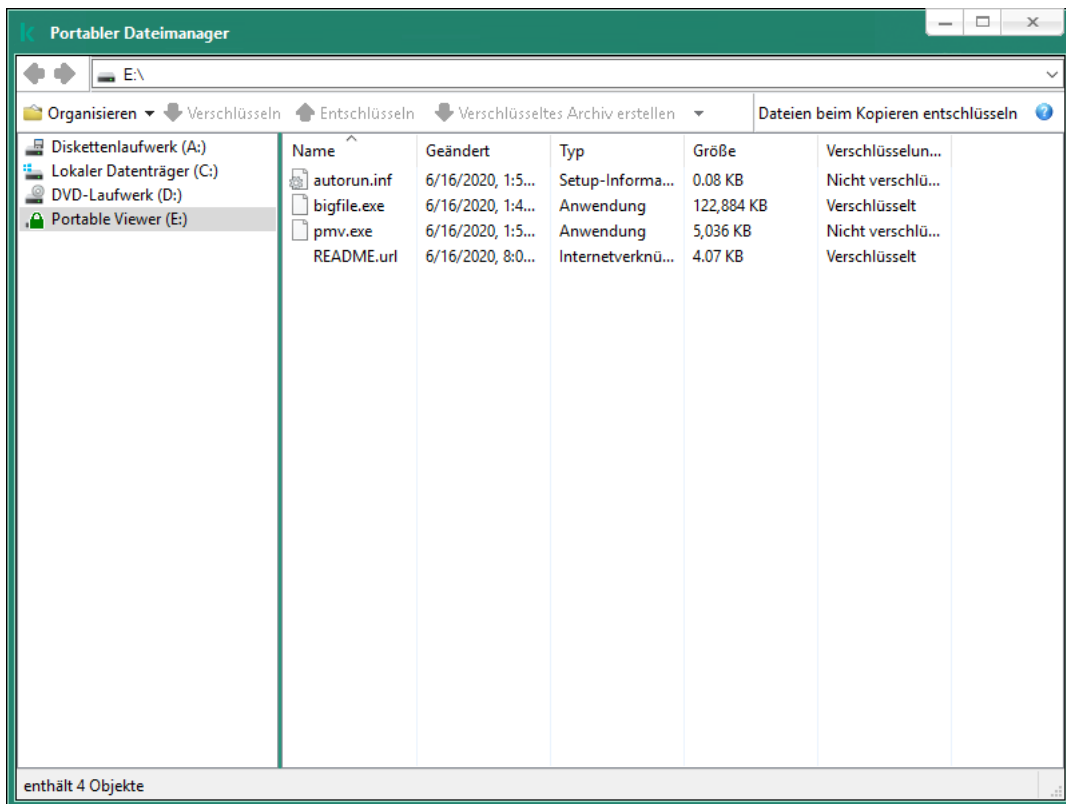 Portabler Dateimanager
E:\
Organisieren Verschlüsseln Entschlüsseln Verschlüsseltes Archiv erstellen Dateien beim Kopieren entschlüsseln
Diskettenlaufwerk (A:)
Lokaler Datenträger (C:)
DVD-Laufwerk (D:)
Portable Viewer (E:)
Name Geändert Typ Größe Verschlüsselun...
autorun.inf 6/16/2020, 1:5... Setup-Informa... 0.08 KB Nicht verschlü...
bigfile.exe 6/16/2020, 1:4... Anwendung 122,884 KB Verschlüsselt
pmv.exe 6/16/2020, 1:5... Anwendung 5,036 KB Nicht verschlü...
README.url 6/16/2020, 8:0... Internetverknü... 4.07 KB Verschlüsselt
enthält 4 Objekte